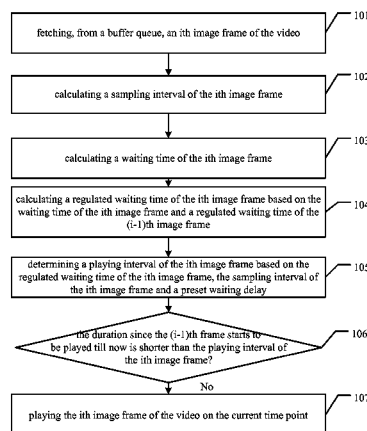 101
fetching, from a buffer queue, an ith image frame of the video
102
calculating a sampling interval of the ith image frame
103
calculating a waiting time of the ith image frame
104
calculating a regulated waiting time of the ith image frame based on the
waiting time of the ith image frame and a regulated waiting time of the
(i-1)th image frame
105
determining a playing interval of the ith image frame based on the
regulated waiting time of the ith image frame, the sampling interval of
the ith image frame and a preset waiting delay
106
the duration since the (i-1)th frame starts to
be played till now is shorter than the playing interval of
the ith image frame?
No
107
playing the ith image frame of the video on the current time point